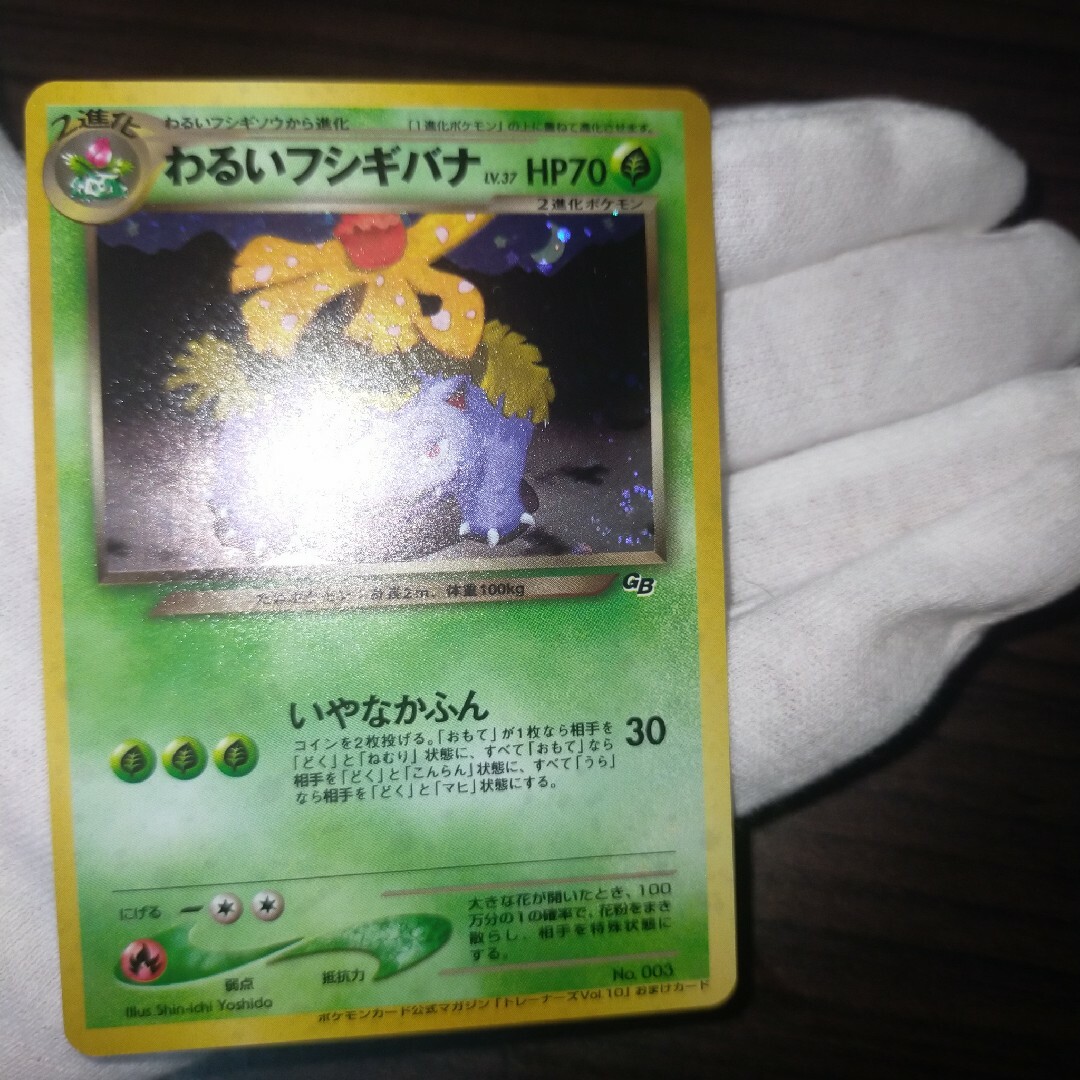 2進化
わるいフシギソウから進化 「1進化ポケモン」の上に重ねて進化させます。
わるいフシギバナ LV.37 HP70
2進化ポケモン
身長2m、体重100kg
GB
いやなかふん
コインを2枚投げる。「おもて」が1枚なら相手を
「どく」と「ねむり」状態に、すべて「おもて」なら
相手を「どく」と「こんらん」状態に、すべて「うら」
なら相手を「どく」と「マヒ」状態にする。
30
にげる
弱点
抵抗力
大きな花が開いたとき、100
万分の1の確率で、花粉をまき
散らし、相手を特殊状態に
する。
No. 003
Illus. Shin-ichi Yoshida
ポケモンカード公式マガジン「トレーナーズVol.10」おまけカード